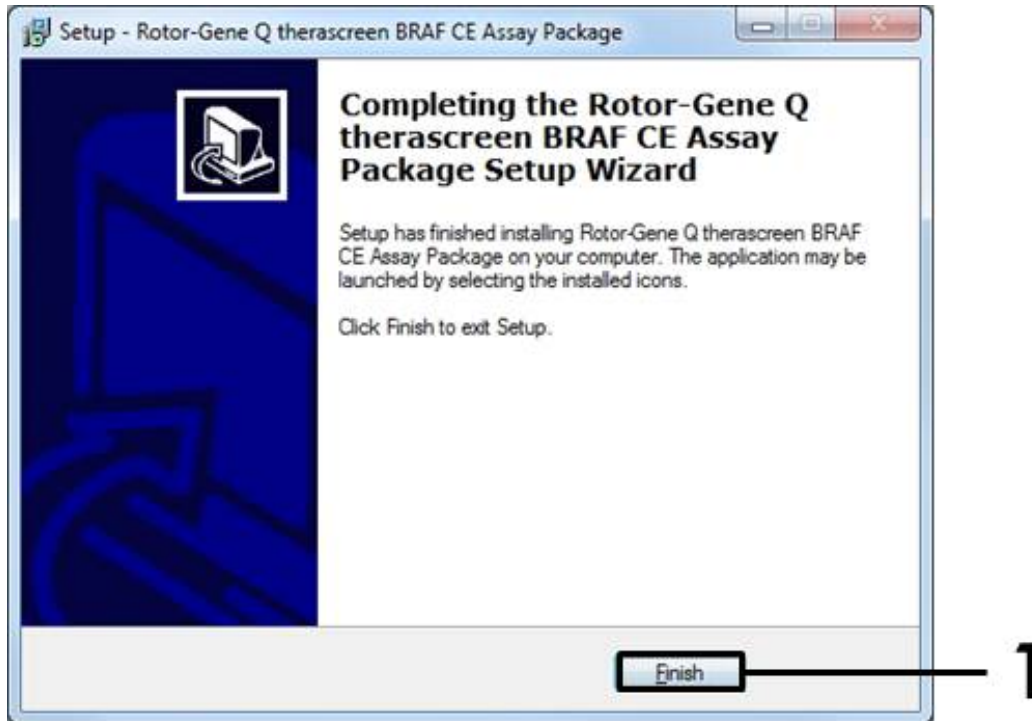 Setup - Rotor-Gene Q therascreen BRAF CE Assay Package
Completing the Rotor-Gene Q
therascreen BRAF CE Assay
Package Setup Wizard
Setup has finished installing Rotor-Gene Q therascreen BRAF
CE Assay Package on your computer. The application may be
launched by selecting the installed icons.
Click Finish to exit Setup.
Finish
1